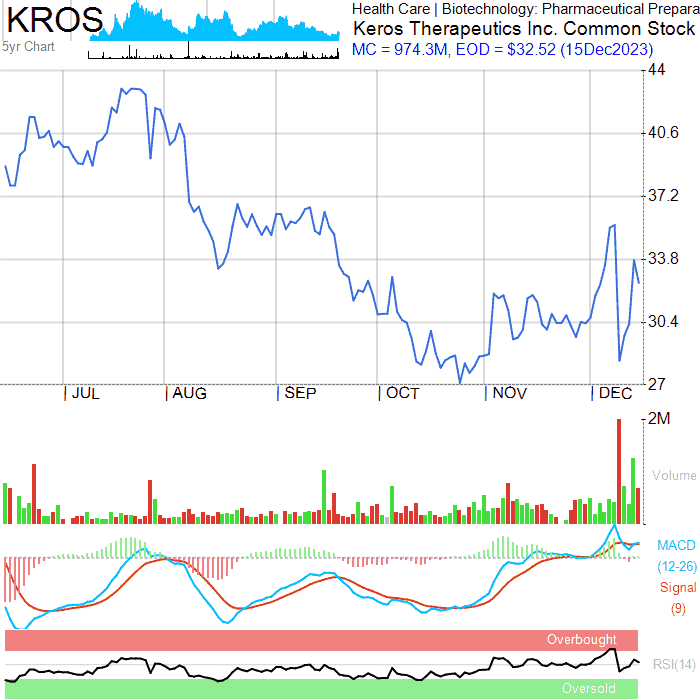 KROS
5yr Chart
Health Care | Biotechnology: Pharmaceutical Prepara
Keros Therapeutics Inc. Common Stock
MC = 974.3M, EOD = $32.52 (15Dec2023)
44
40.6
37.2
33.8
30.4
27
JUL
AUG
SEP
OCT
NOV
DEC
2M
Volume
MACD
(12-26)
Signal
(9)
Overbought
RSI(14)
Oversold